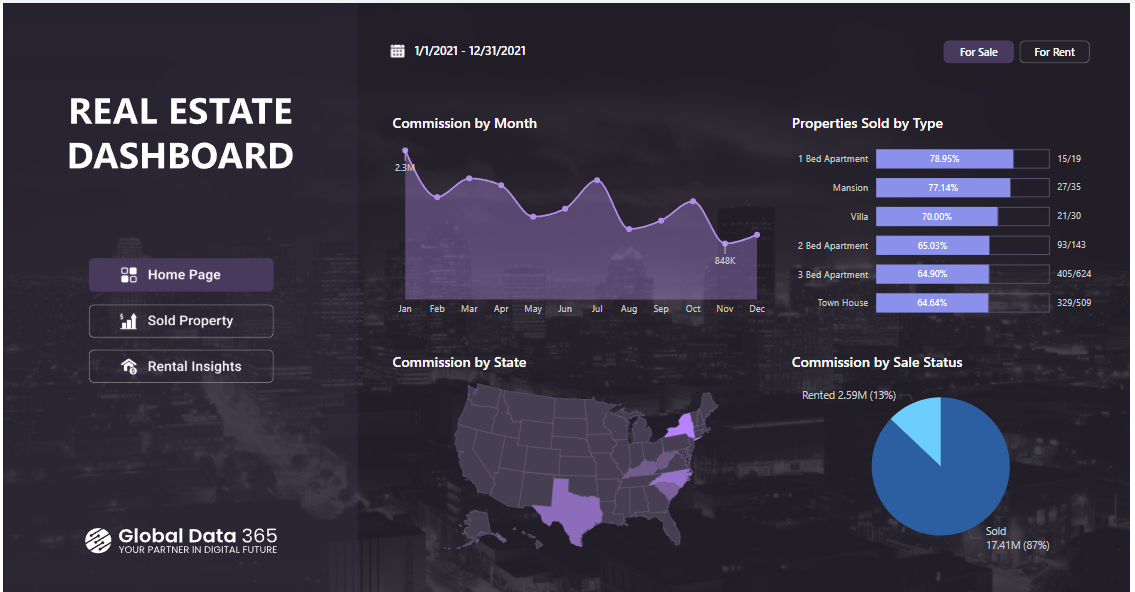 REAL ESTATE
DASHBOARD
Home Page
Sold Property
Rental Insights
Global Data 365
YOUR PARTNER IN DIGITAL FUTURE
1/1/2021 - 12/31/2021
For Sale
For Rent
Commission by Month
2.3M
848K
Jan Feb Mar Apr May Jun Jul Aug Sep Oct Nov Dec
Properties Sold by Type
1 Bed Apartment 78.95% 15/19
Mansion 77.14% 27/35
Villa 70.00% 21/30
2 Bed Apartment 65.03% 93/143
3 Bed Apartment 64.90% 405/624
Town House 64.64% 329/509
Commission by State
Commission by Sale Status
Rented 2.59M (13%)
Sold
17.41M (87%)